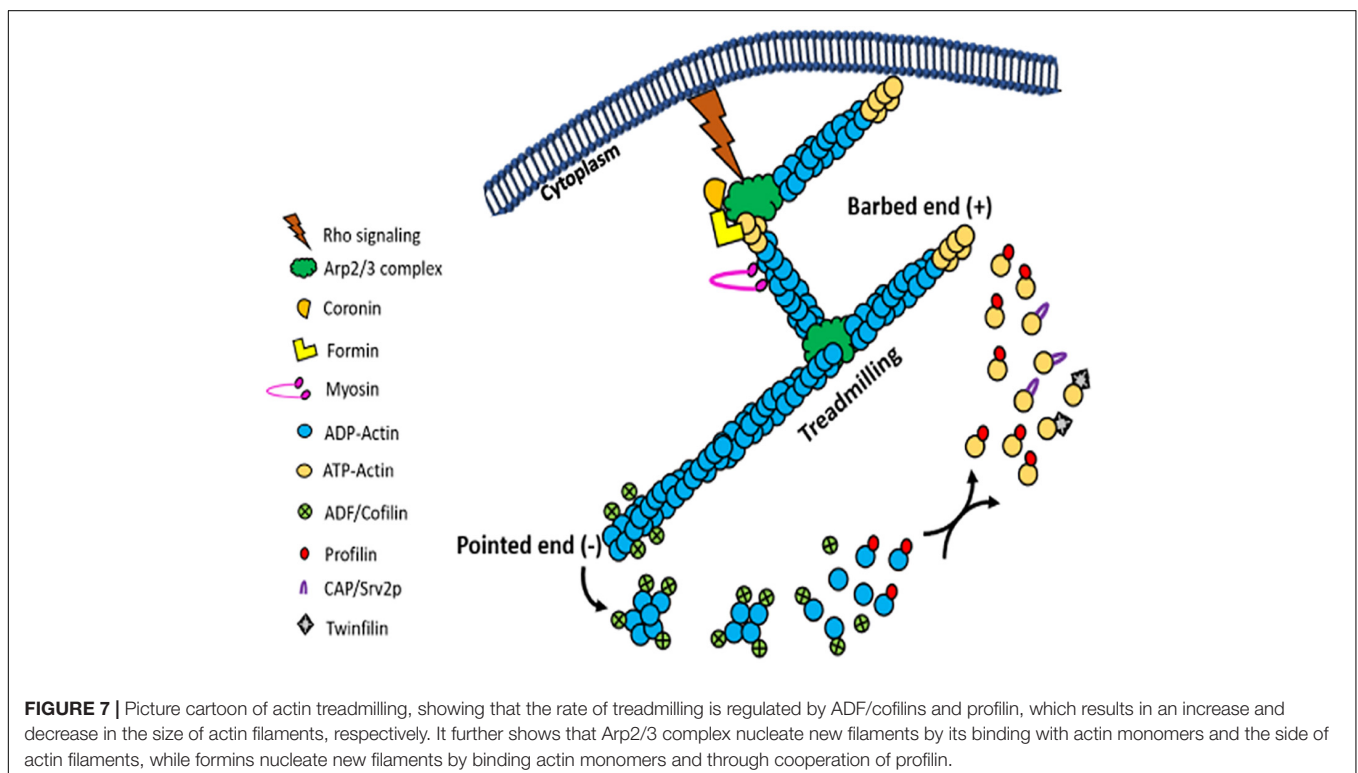 Cytoplasm
Barbed end (+)
Rho signaling
Arp2/3 complex
Coronin
Formin
Myosin
ADP-Actin
ATP-Actin
ADF/Cofilin
Profilin
CAP/Srv2p
Twinfilin
Treadmilling
Pointed end (-)
FIGURE 7 | Picture cartoon of actin treadmilling, showing that the rate of treadmilling is regulated by ADF/cofilins and profilin, which results in an increase and
decrease in the size of actin filaments, respectively. It further shows that Arp2/3 complex nucleate new filaments by its binding with actin monomers and the side of
actin filaments, while formins nucleate new filaments by binding actin monomers and through cooperation of profilin.